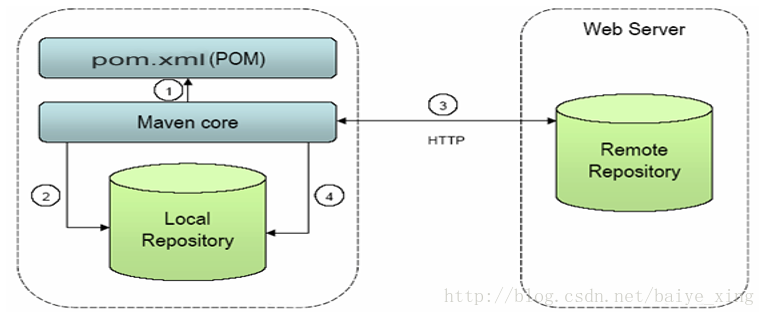 Web Server
pom.xml (POM)
1
Maven core
3
HTTP
Remote
Repository
2
4
Local
Repository
http://blog.csdn.net/baiye_xing